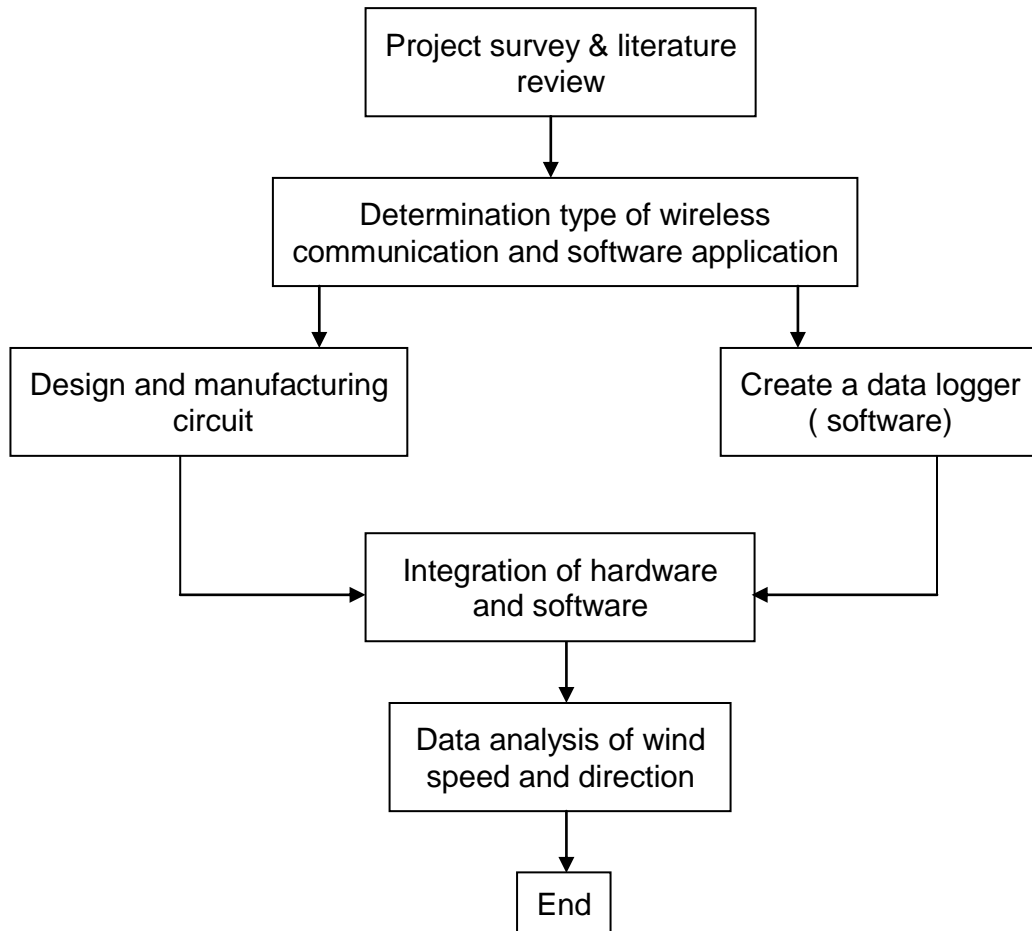 Project survey & literature
review
Determination type of wireless
communication and software application
Design and manufacturing
circuit
Create a data logger
( software)
Integration of hardware
and software
Data analysis of wind
speed and direction
End